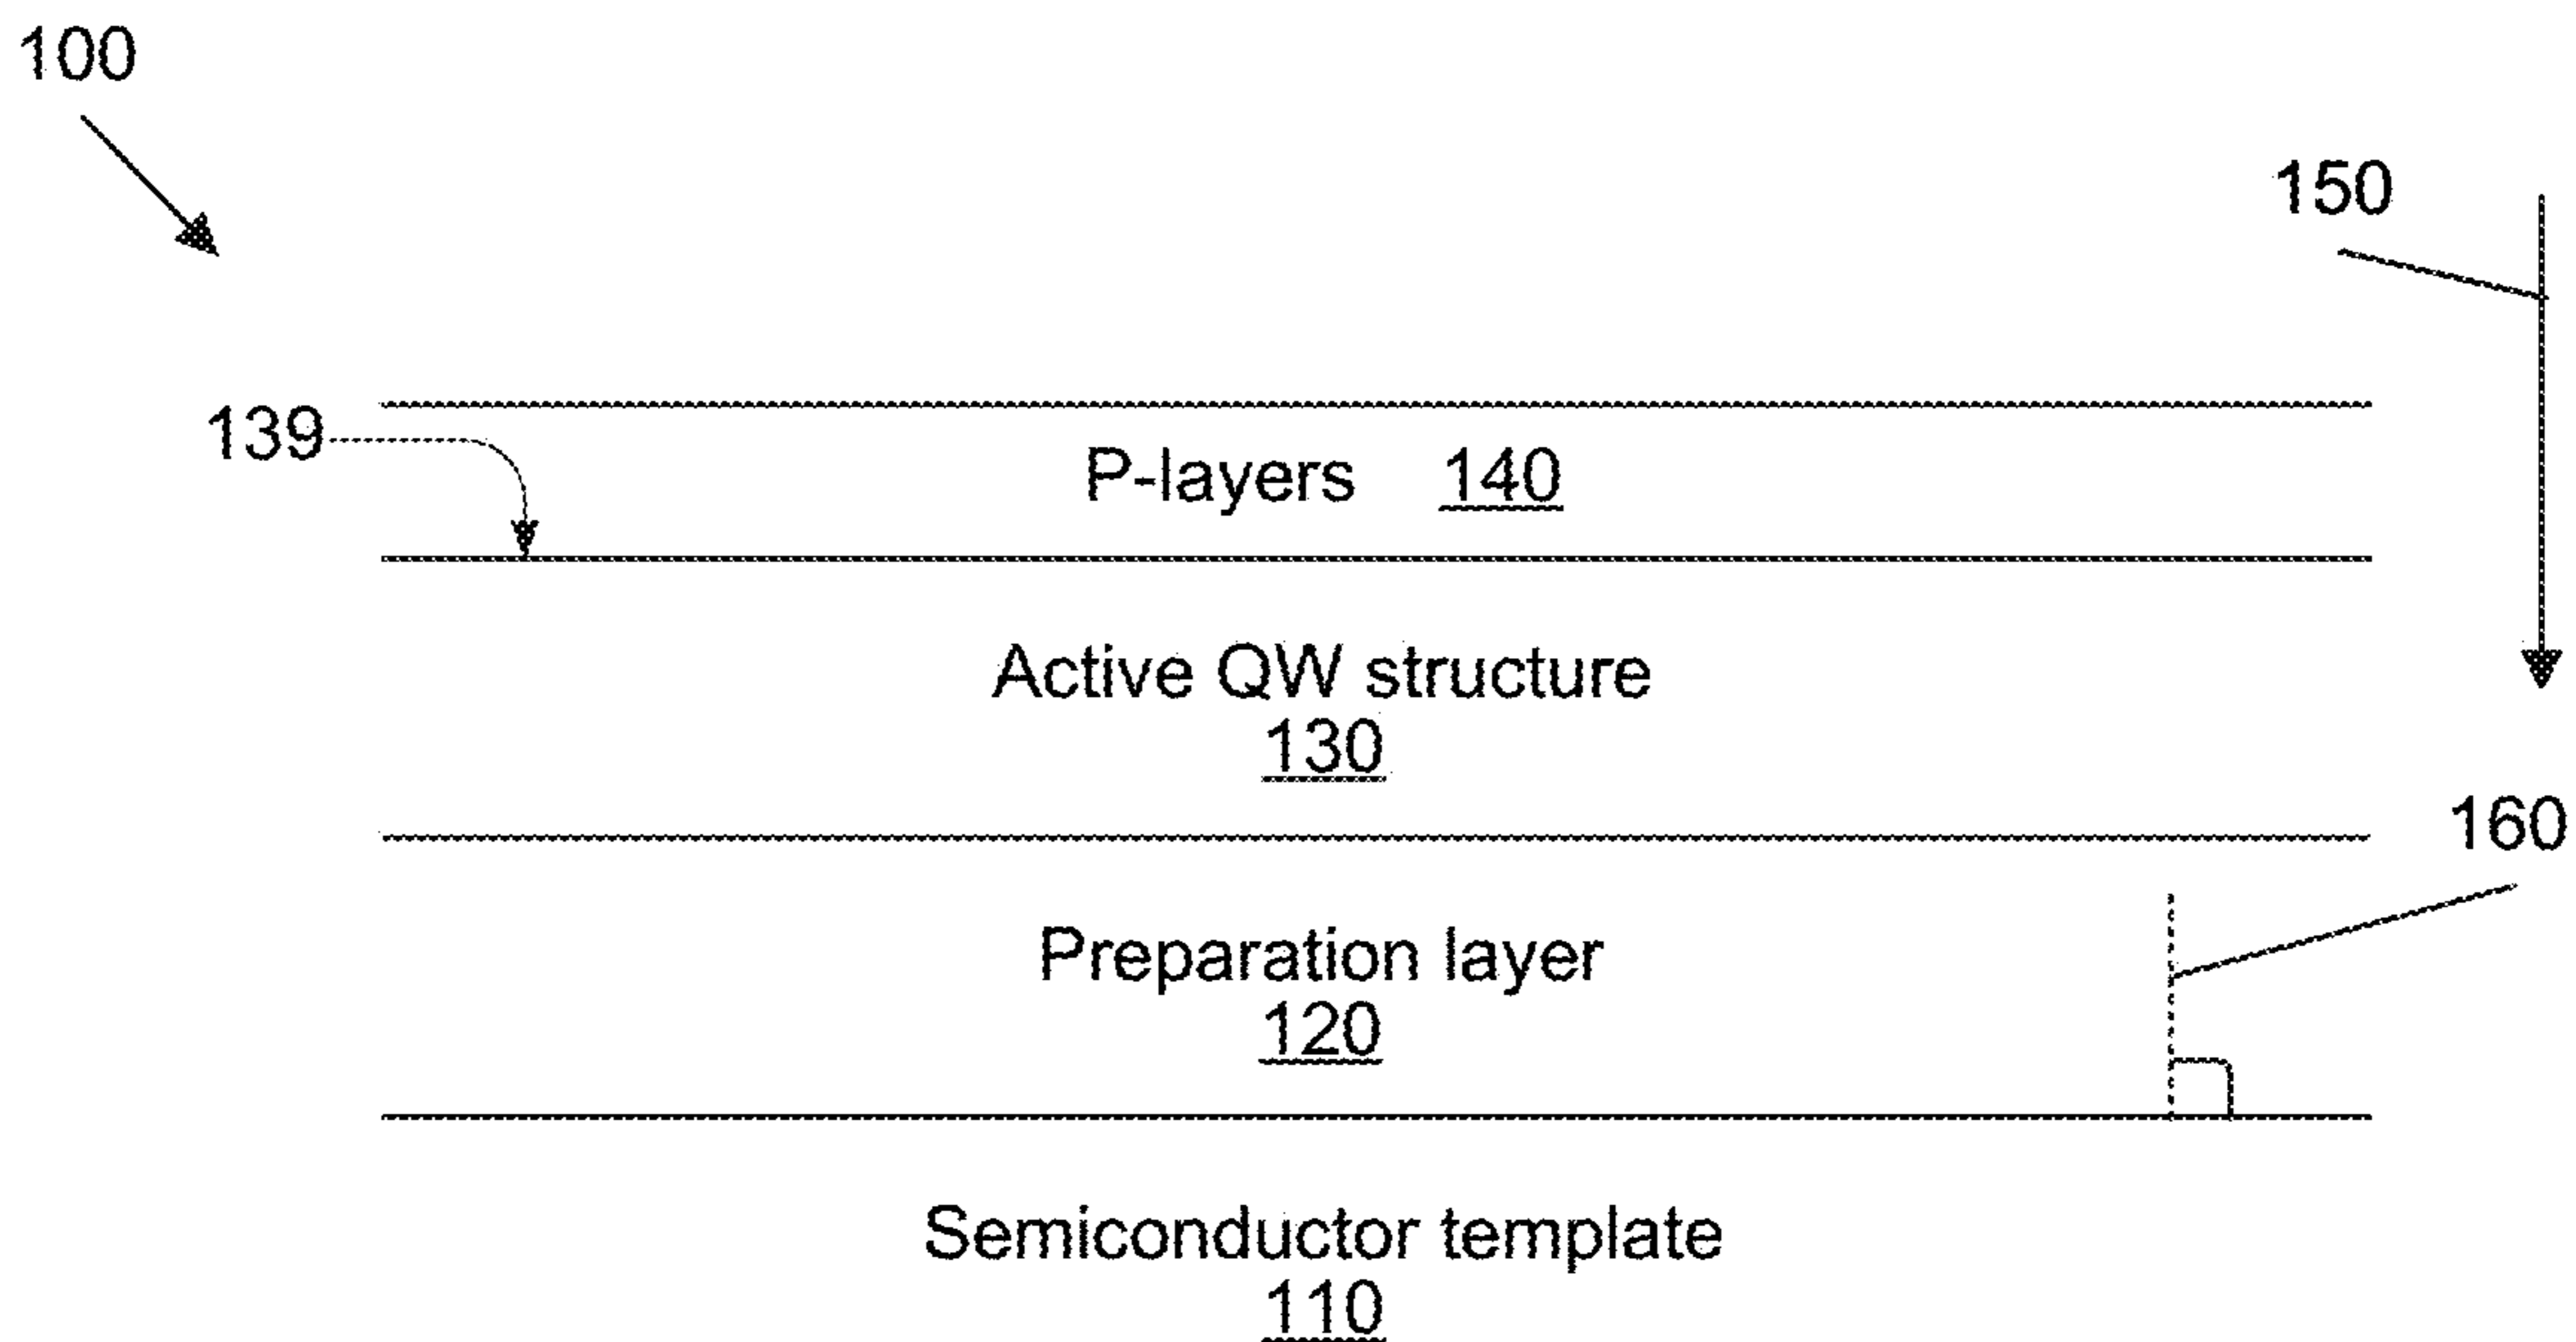 100
150
139
P-layers 140
Active QW structure
130
160
Preparation layer
120
Semiconductor template
110